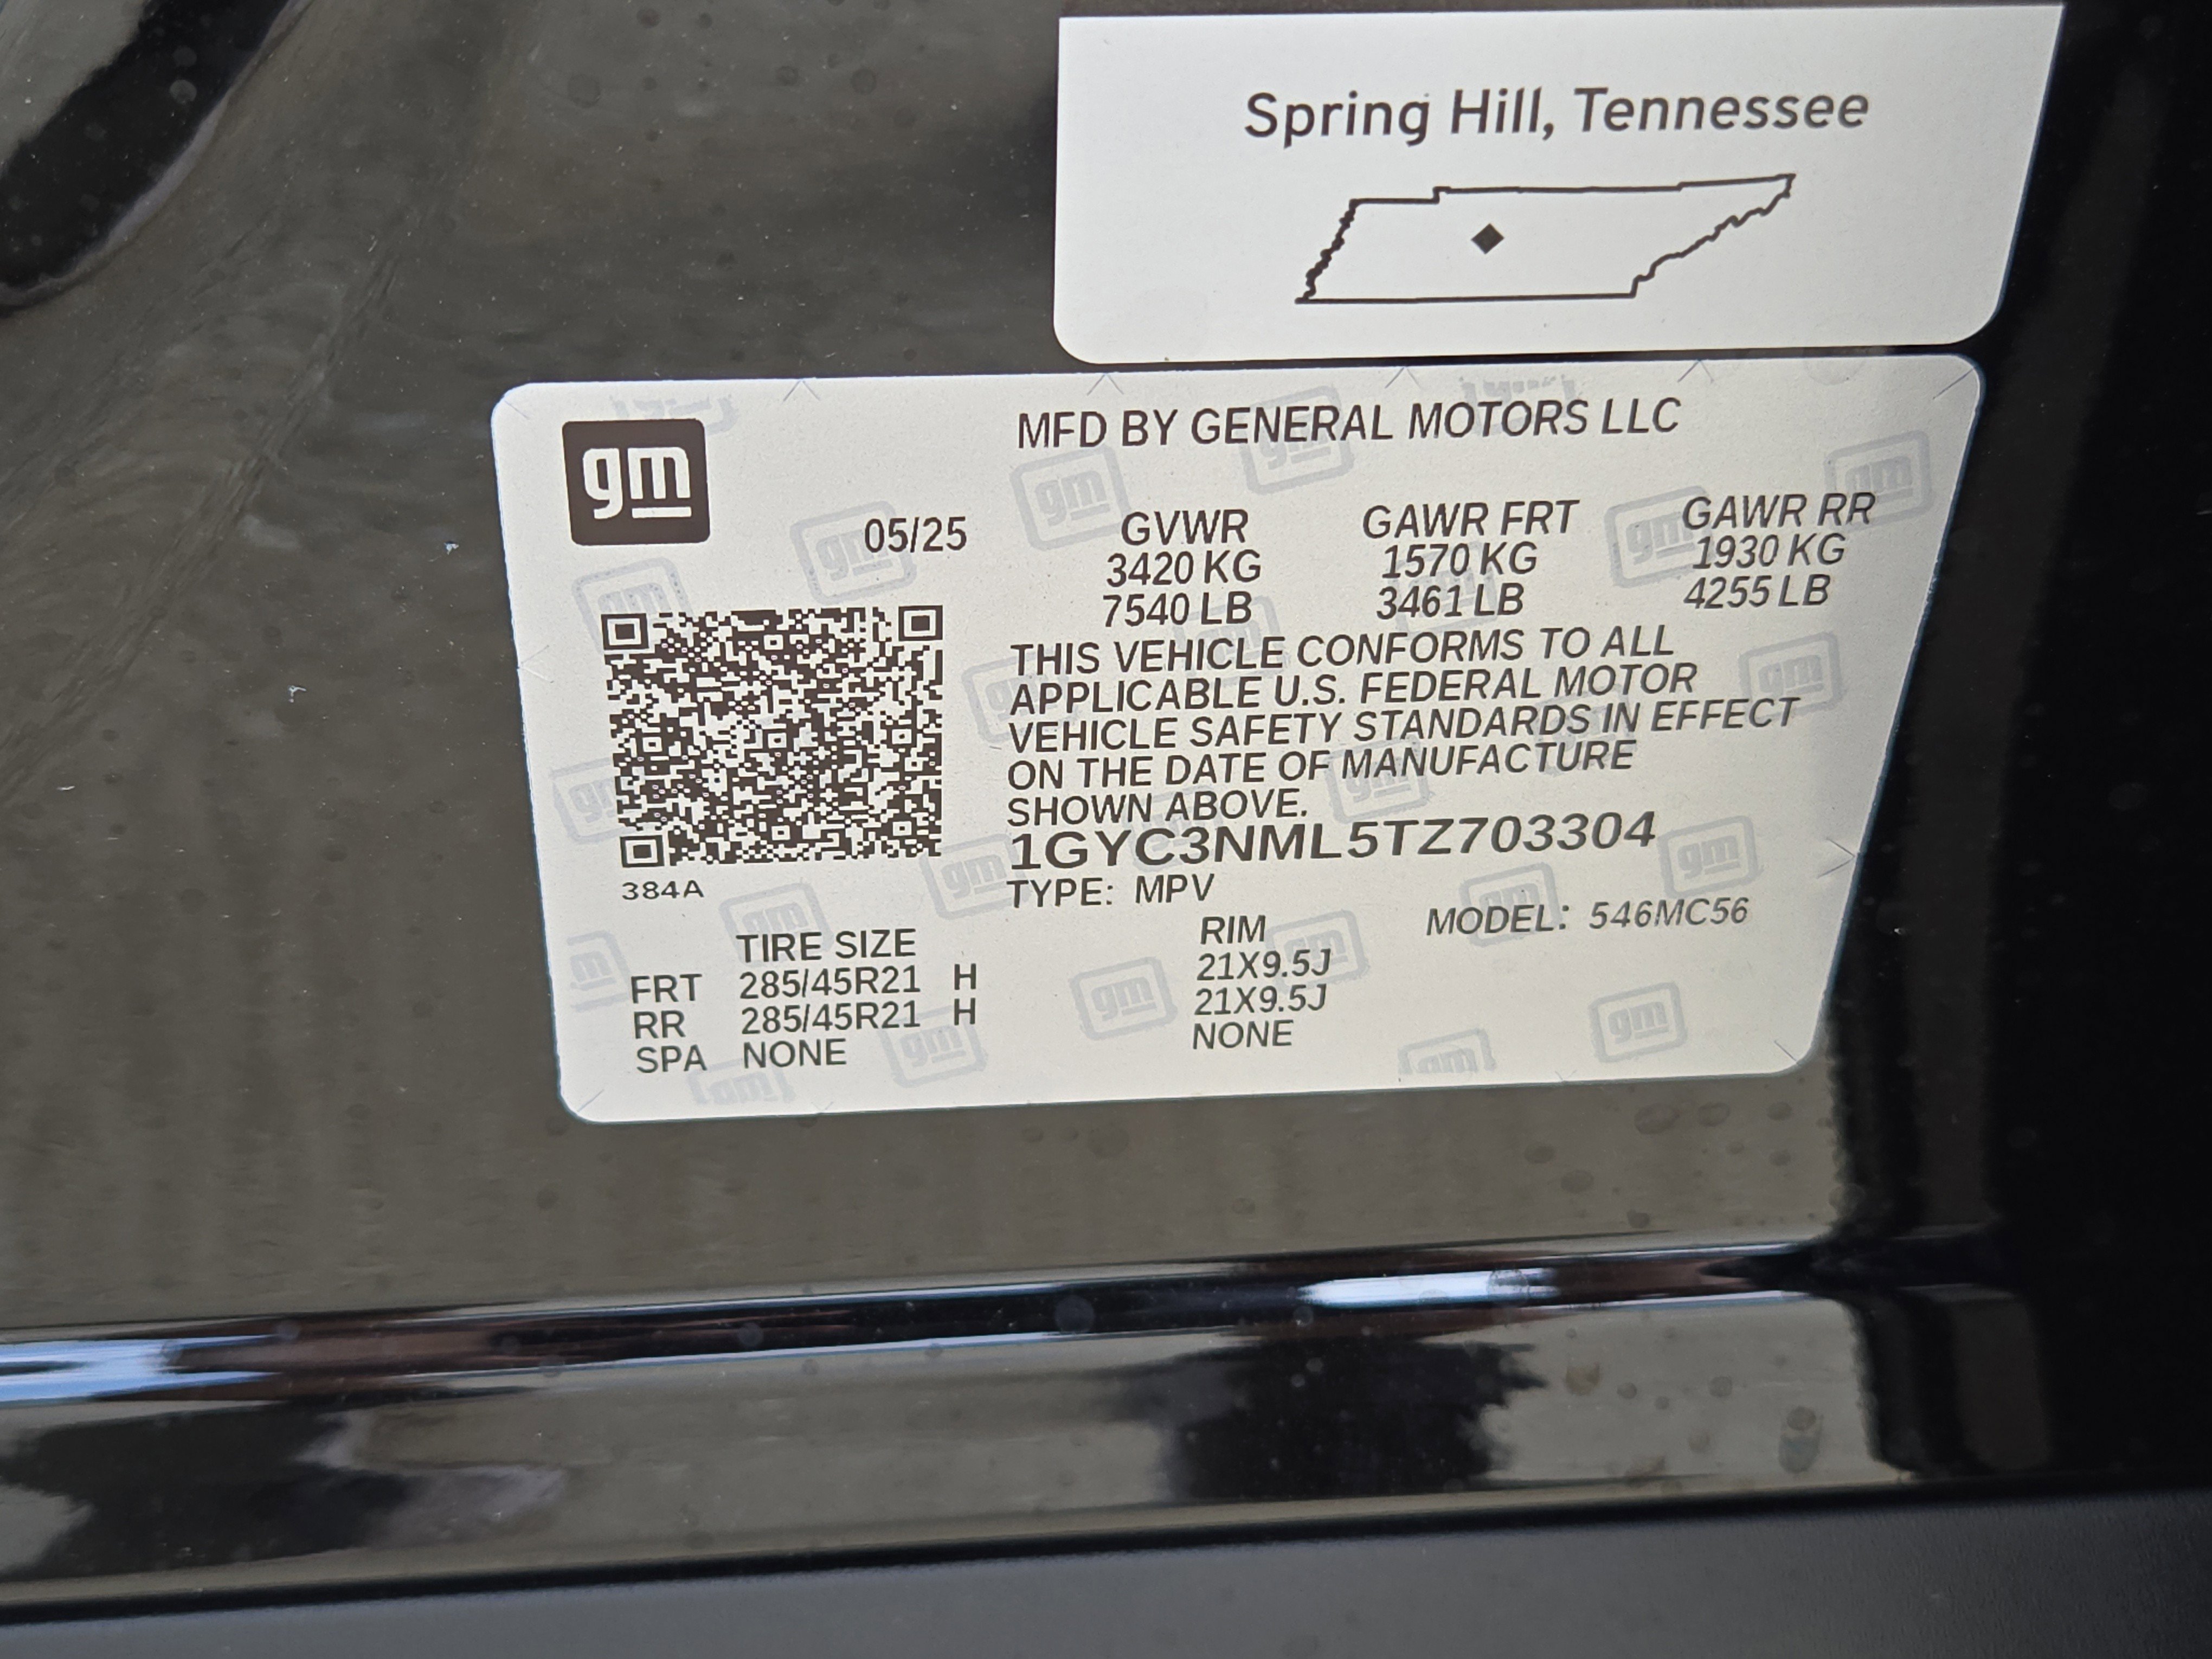 Spring Hill, Tennessee
gm
MFD BY GENERAL MOTORS LLC
05/25
GVWR GAWR FRT GAWR RR
3420 KG 1570 KG 1930 KG
7540 LB 3461 LB 4255 LB
THIS VEHICLE CONFORMS TO ALL
APPLICABLE U.S. FEDERAL MOTOR
VEHICLE SAFETY STANDARDS IN EFFECT
ON THE DATE OF MANUFACTURE
SHOWN ABOVE.
1GYC3NML5TZ703304
384A
TYPE: MPV
MODEL: 546MC56
TIRE SIZE RIM
FRT 285/45R21 H 21X9.5J
RR 285/45R21 H 21X9.5J
SPA NONE NONE